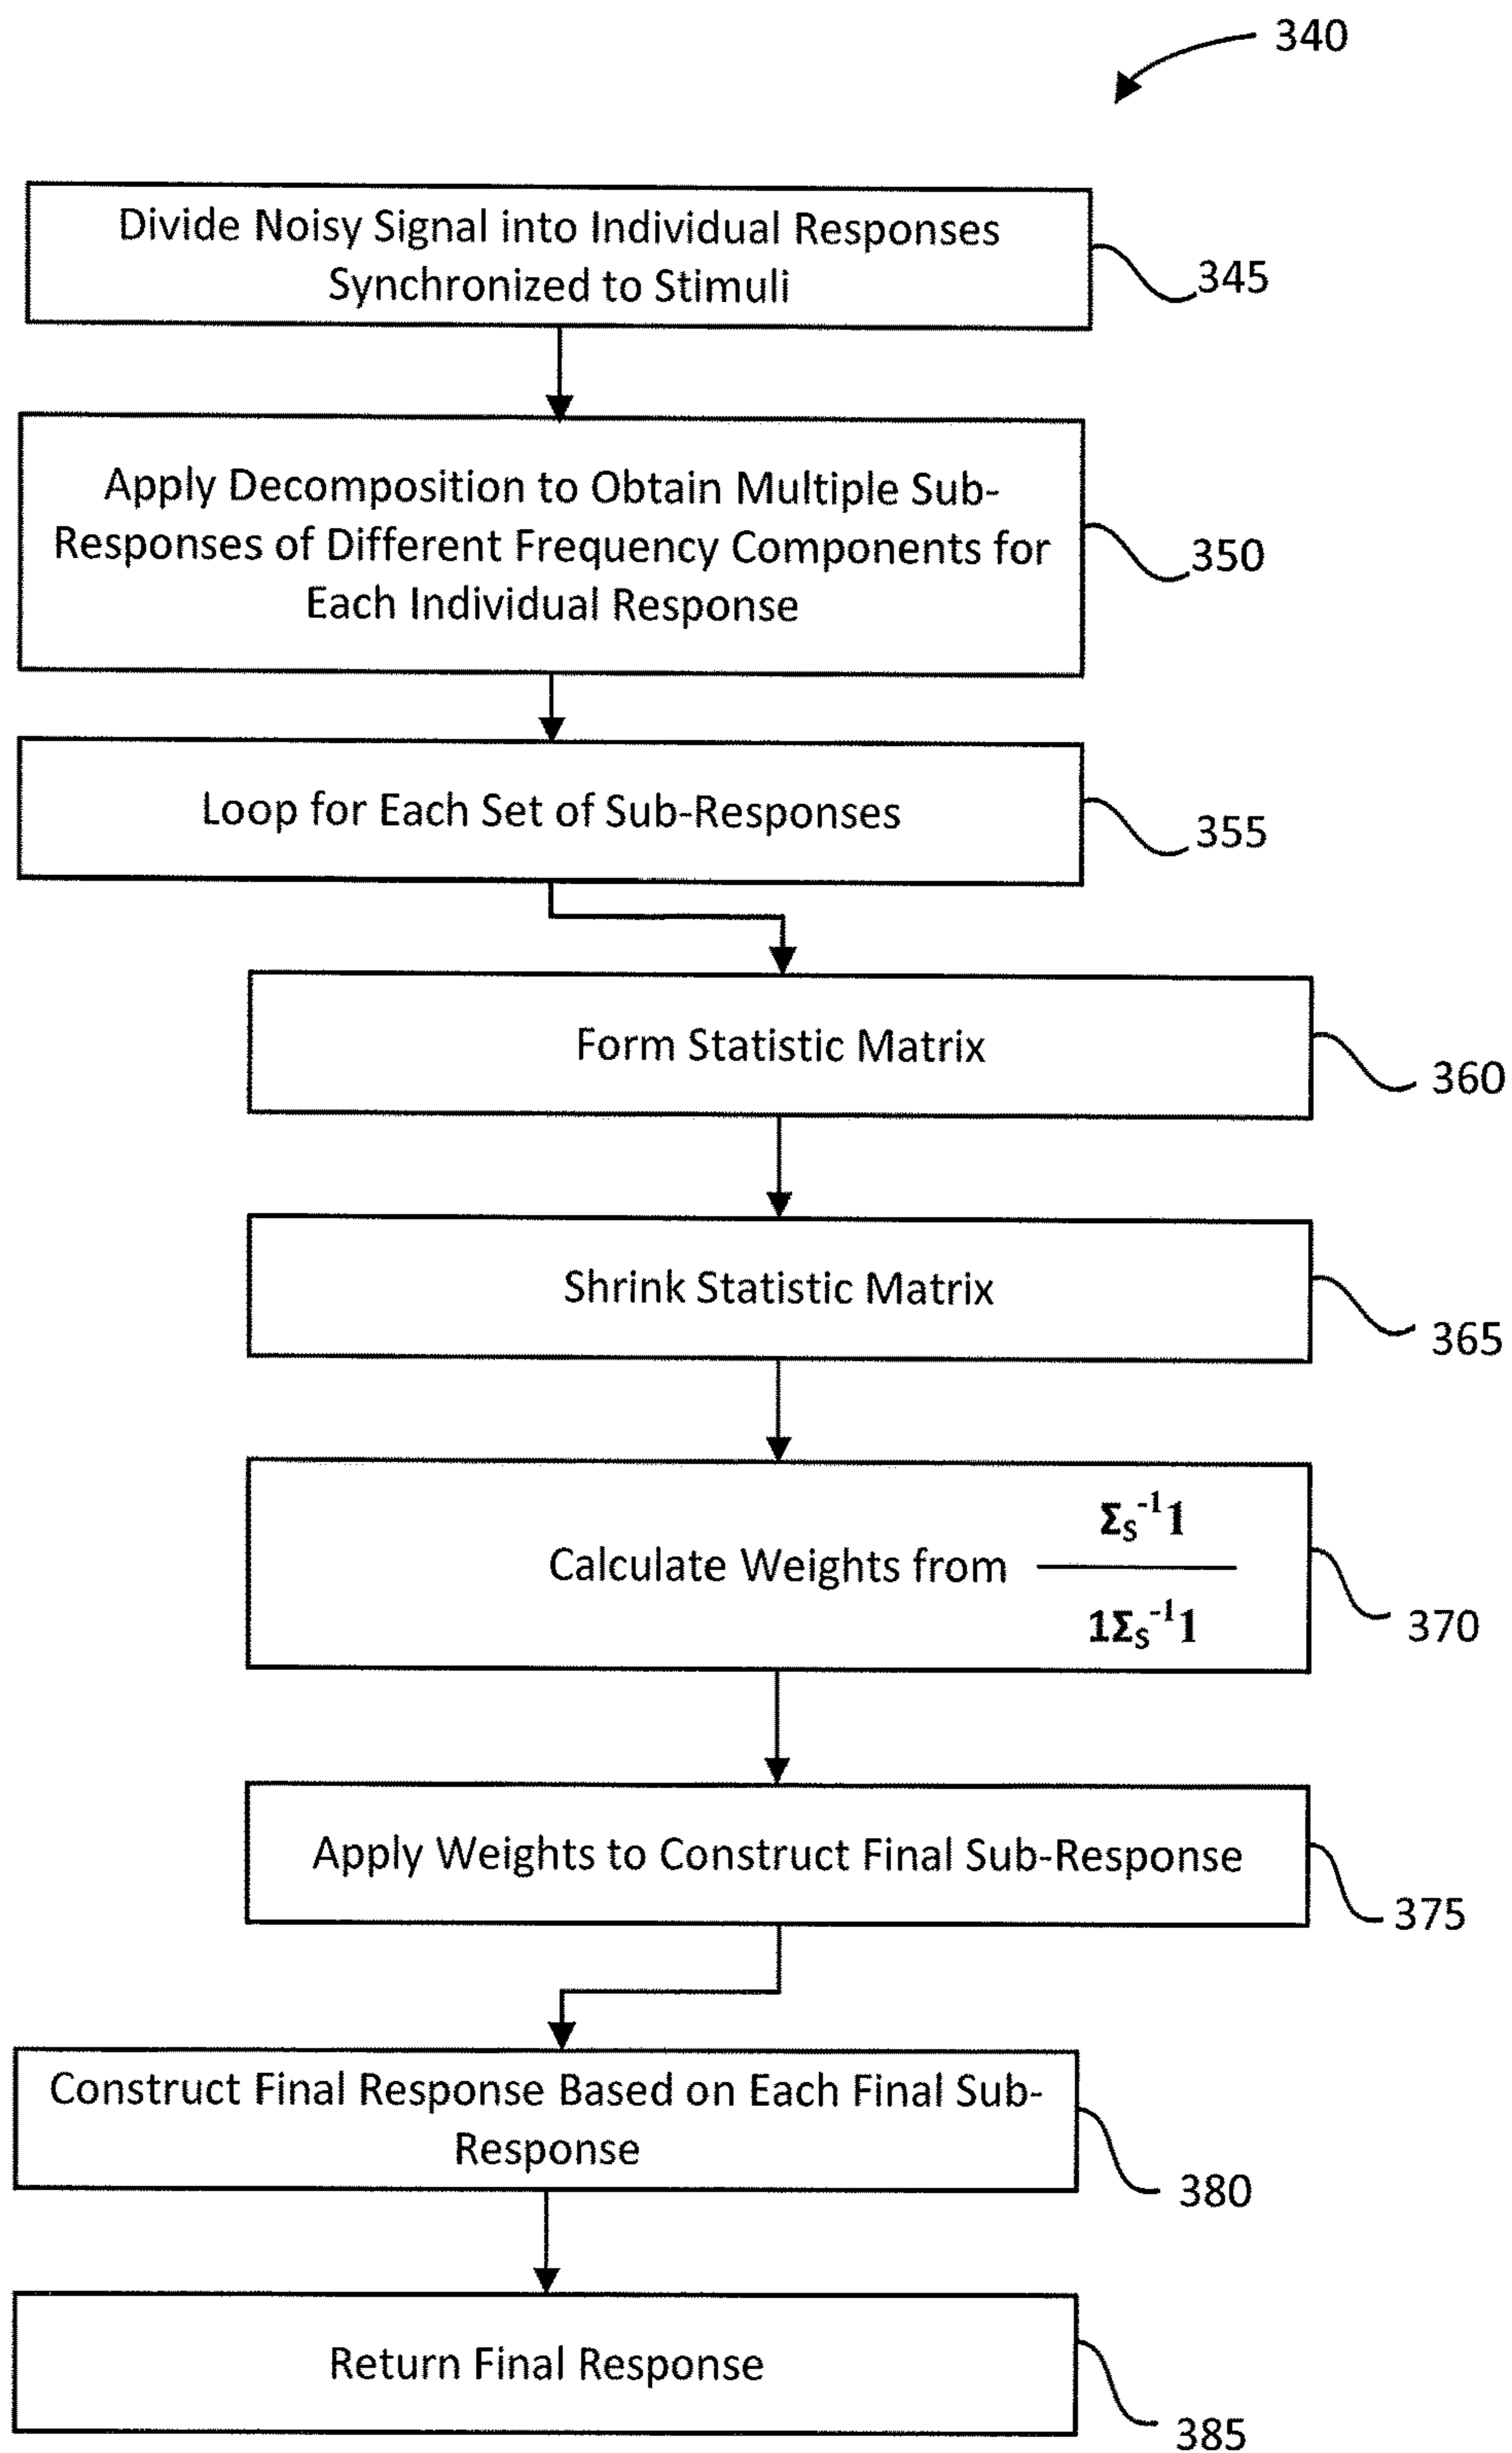 340
Divide Noisy Signal into Individual Responses
Synchronized to Stimuli
345
Apply Decomposition to Obtain Multiple Sub-
Responses of Different Frequency Components for
Each Individual Response
350
Loop for Each Set of Sub-Responses
355
Form Statistic Matrix
360
Shrink Statistic Matrix
365
Calculate Weights from
Σ_S⁻¹1
1Σ_S⁻¹1
370
Apply Weights to Construct Final Sub-Response
375
Construct Final Response Based on Each Final Sub-
Response
380
Return Final Response
385